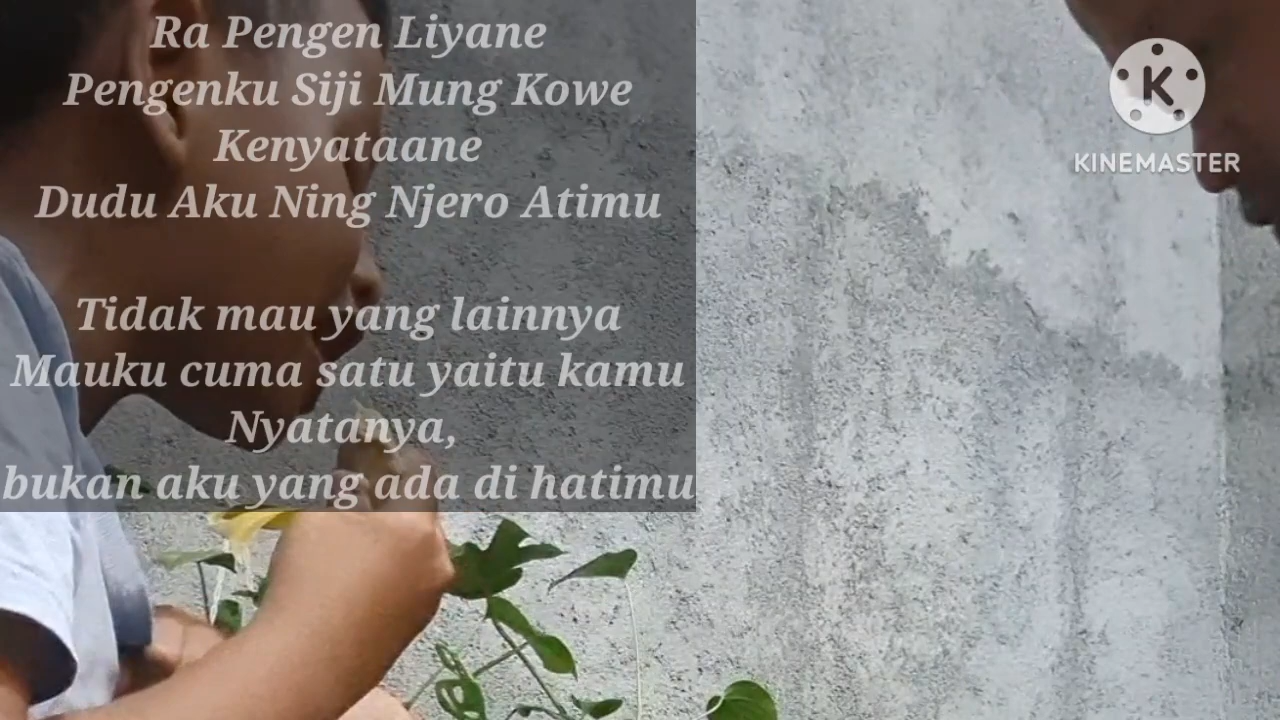 Ra Pengen Liyane
Pengenku Siji Mung Kowe
Kenyataane
Dudu Aku Ning Njero Atimu
Tidak mau yang lainnya
Mauku cuma satu yaitu kamu
Nyatanya,
bukan aku yang ada di hatimu
K
KINEMASTER